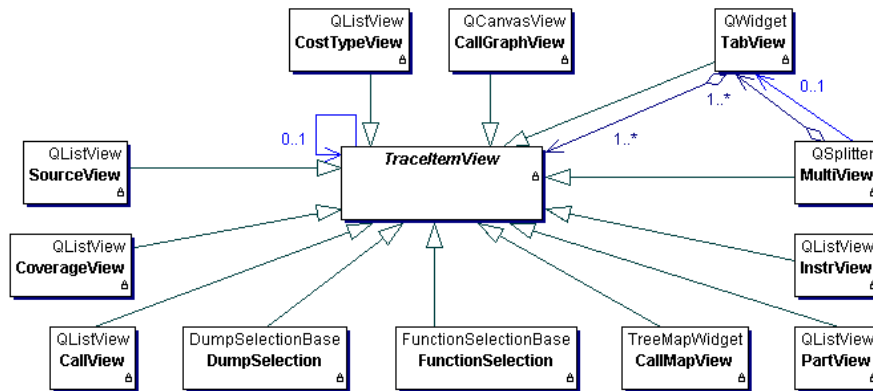 QListView
CostTypeView
QCanvasView
CallGraphView
QWidget
TabView
0..1
1..*
0..1
1..*
TraceItemView
QListView
SourceView
QSplitter
MultiView
QListView
CoverageView
QListView
InstrView
QListView
CallView
DumpSelectionBase
DumpSelection
FunctionSelectionBase
FunctionSelection
TreeMapWidget
CallMapView
QListView
PartView